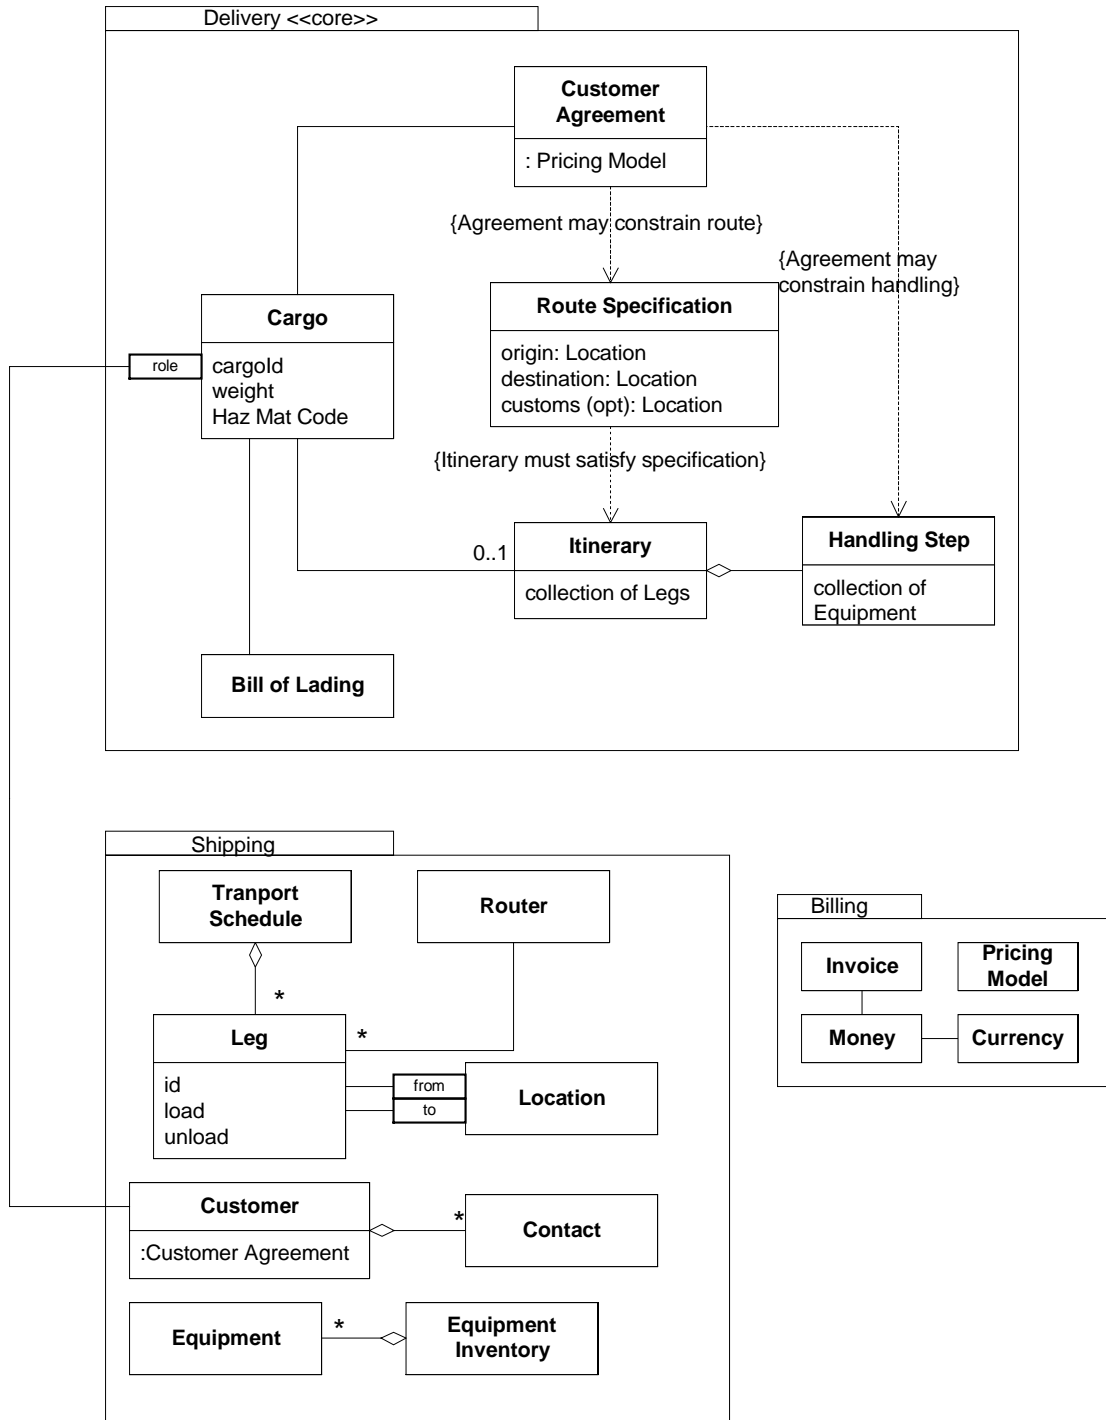 Delivery <<core>>
Customer
Agreement
: Pricing Model
{Agreement may constrain route}
{Agreement may
constrain handling}
Cargo
role
cargoId
weight
Haz Mat Code
Route Specification
origin: Location
destination: Location
customs (opt): Location
{Itinerary must satisfy specification}
0..1
Itinerary
collection of Legs
Handling Step
collection of
Equipment
Bill of Lading
Shipping
Tranport
Schedule
Router
*
*
Leg
id
load
unload
from
to
Location
Customer
:Customer Agreement
*
Contact
Equipment
*
Equipment
Inventory
Billing
Invoice
Pricing
Model
Money
Currency